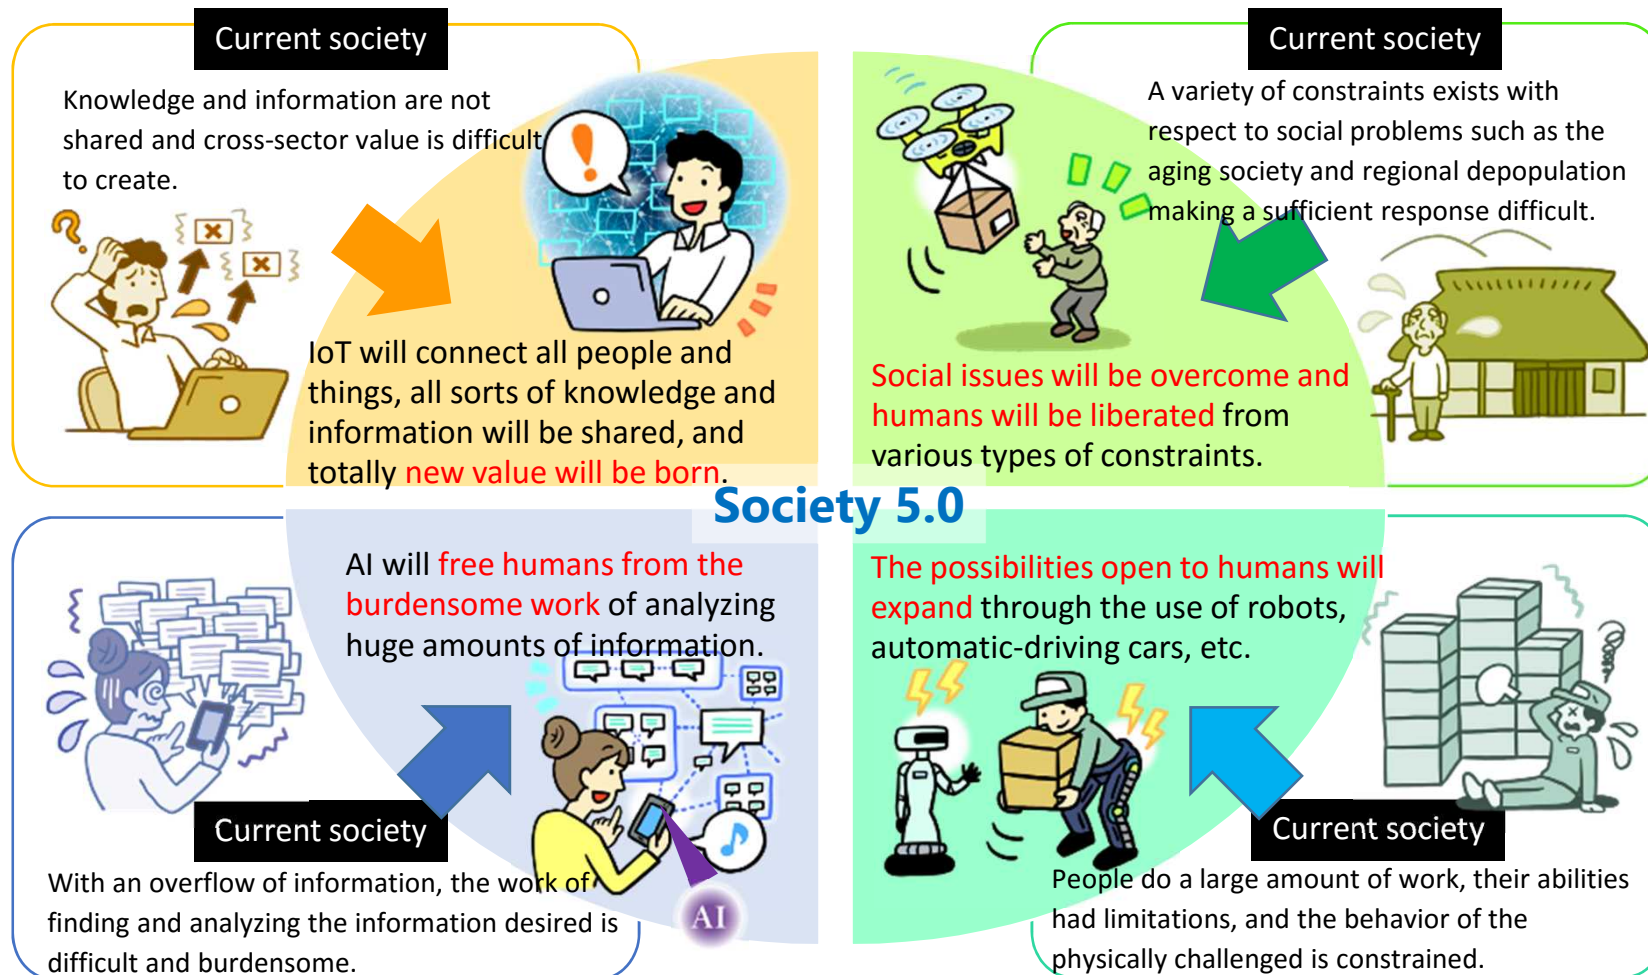 Current society
Knowledge and information are not
shared and cross-sector value is difficult
to create.
?
!
IoT will connect all people and
things, all sorts of knowledge and
information will be shared, and
totally new value will be born.
Current society
A variety of constraints exists with
respect to social problems such as the
aging society and regional depopulation
making a sufficient response difficult.
Social issues will be overcome and
humans will be liberated from
various types of constraints.
Society 5.0
AI will free humans from the
burdensome work of analyzing
huge amounts of information.
AI
Current society
With an overflow of information, the work of
finding and analyzing the information desired is
difficult and burdensome.
The possibilities open to humans will
expand through the use of robots,
automatic-driving cars, etc.
Current society
People do a large amount of work, their abilities
had limitations, and the behavior of the
physically challenged is constrained.